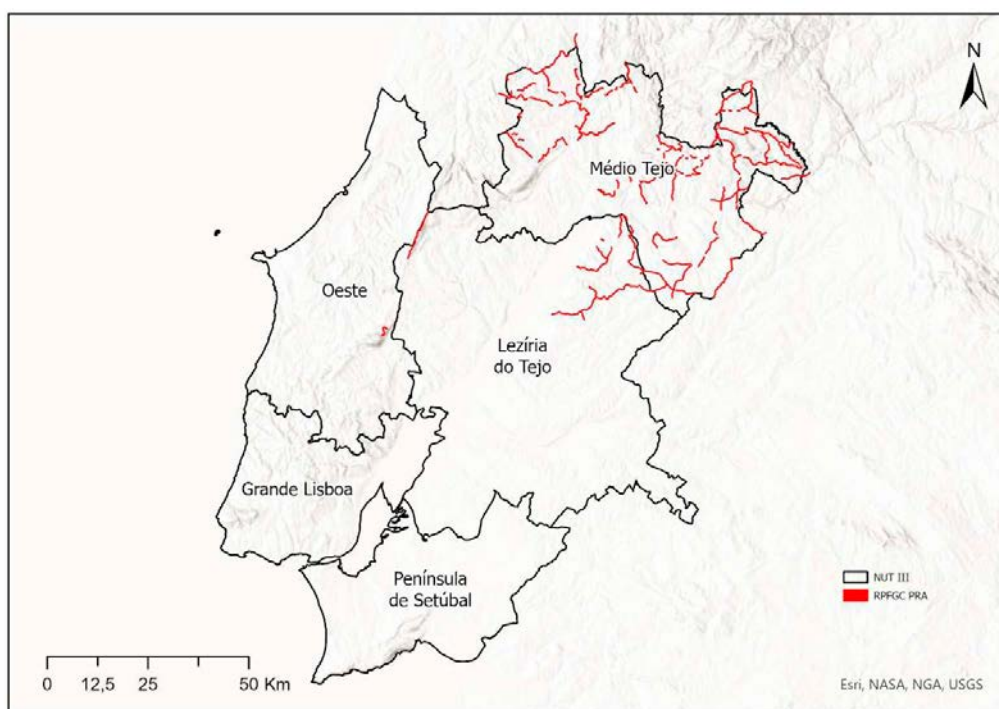 N
Médio Tejo
Oeste
Lezíria
do Tejo
Grande Lisboa
Península
de Setúbal
NUT III
RPFGC PRA
0 12,5 25 50 Km
Esri, NASA, NGA, USGS